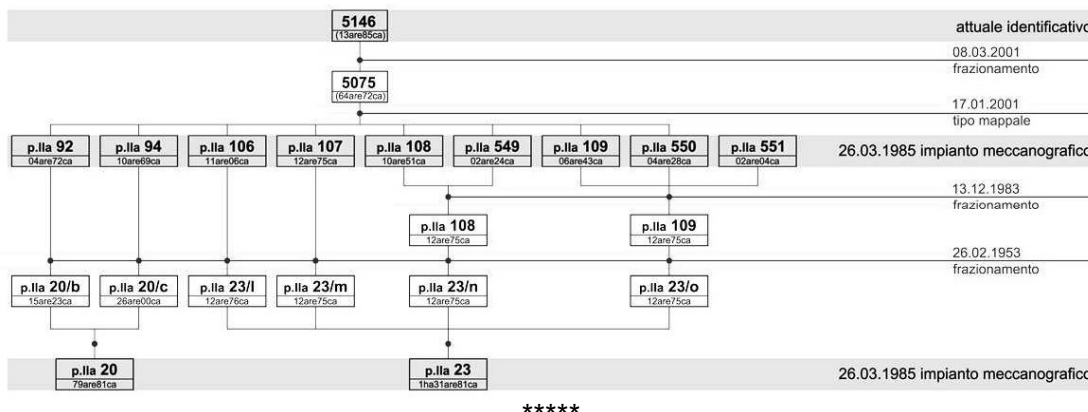 5146
(13are85ca)
attuale identificativo
08.03.2001
frazionamento
5075
(64are72ca)
17.01.2001
tipo mappale
p.lla 92 p.lla 94 p.lla 106 p.lla 107 p.lla 108 p.lla 549 p.lla 109 p.lla 550 p.lla 551
04are72ca 10are69ca 11are06ca 12are75ca 10are51ca 02are24ca 06are43ca 04are28ca 02are04ca
26.03.1985 impianto meccanografico
13.12.1983
frazionamento
p.lla 108 p.lla 109
12are75ca 12are75ca
26.02.1953
frazionamento
p.lla 20/b p.lla 20/c p.lla 23/l p.lla 23/m p.lla 23/n p.lla 23/o
15are23ca 26are00ca 12are76ca 12are75ca 12are75ca 12are75ca
p.lla 20 p.lla 23
79are81ca 1ha31are81ca
26.03.1985 impianto meccanografico
*****